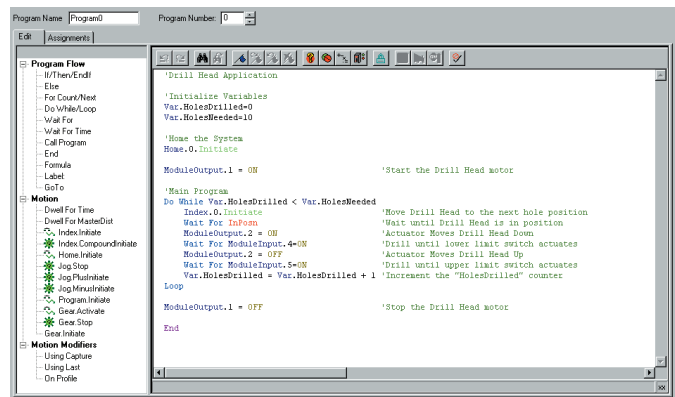 Program Name Program0 Program Number: 0
Edit Assignments
Program Flow
If/Then/EndIf
Else
For Count/Next
Do While/Loop
Wait For
Wait For Time
Call Program
End
Formula
Label:
GoTo
Motion
Dwell For Time
Dwell For MasterDist
Index.Initiate
Index.CompoundInitiate
Home.Initiate
Jog.Stop
Jog.PlusInitiate
Jog.MinusInitiate
Program.Initiate
Gear.Activate
Gear.Stop
Gear.Initiate
Motion Modifiers
Using Capture
Using Last
On Profile
'Drill Head Application
'Initialize Variables
Var.HolesDrilled=0
Var.HolesNeeded=10
'Home the System
Home.0.Initiate
ModuleOutput.1 = ON 'Start the Drill Head motor
'Main Program
Do While Var.HolesDrilled < Var.HolesNeeded
Index.0.Initiate 'Move Drill Head to the next hole position
Wait For InPosn 'Wait until Drill Head is in position
ModuleOutput.2 = ON 'Actuator Moves Drill Head Down
Wait For ModuleInput.4=ON 'Drill until lower limit switch actuates
ModuleOutput.2 = OFF 'Actuator Moves Drill Head Up
Wait For ModuleInput.5=ON 'Drill until upper limit switch actuates
Var.HolesDrilled = Var.HolesDrilled + 1 'Increment the "HolesDrilled" counter
Loop
ModuleOutput.1 = OFF 'Stop the Drill Head motor
End